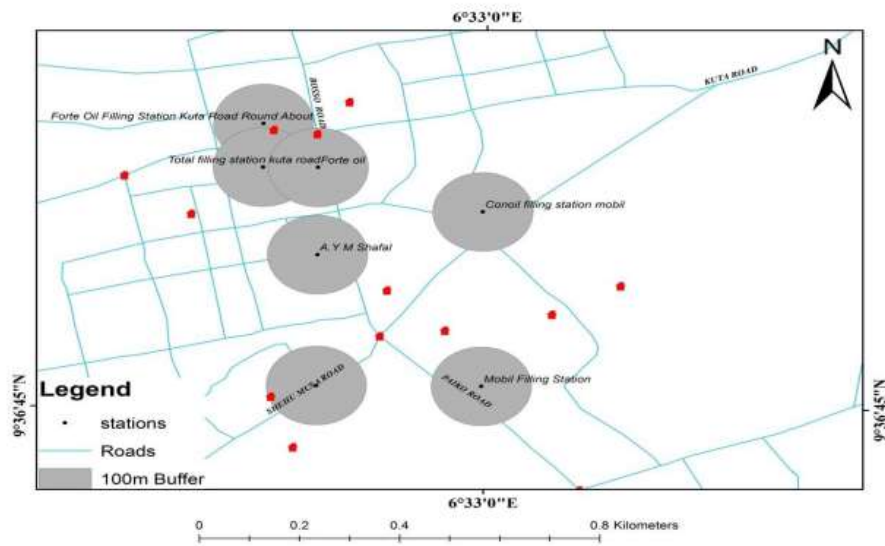 6°33'0"E
N
KUTA ROAD
BOSSO ROAD
Forte Oil Filling Station Kuta Road Round About
Total filling station kuta road
Forte oil
Conoil filling station mobil
A.Y M Shafal
SHEHU MUSA ROAD
PAIKO ROAD
Mobil Filling Station
9°36'45"N
9°36'45"N
Legend
stations
Roads
100m Buffer
6°33'0"E
0 0.2 0.4 0.8 Kilometers